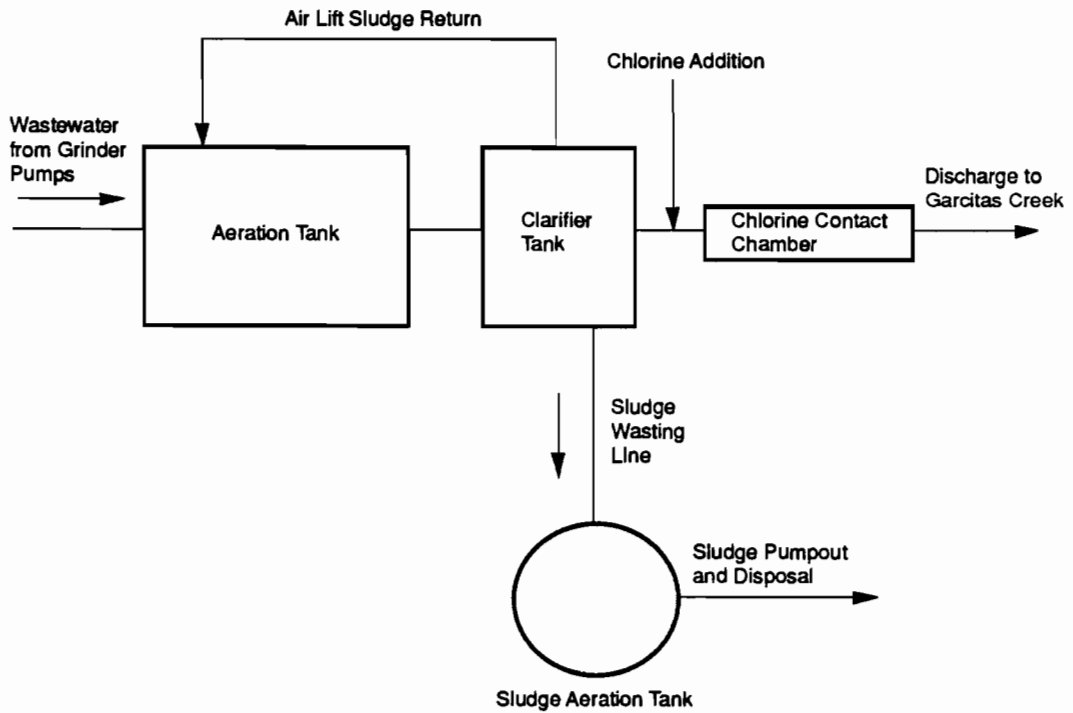 Air Lift Sludge Return
Chlorine Addition
Wastewater
from Grinder
Pumps
Aeration Tank
Clarifier
Tank
Chlorine Contact
Chamber
Discharge to
Garcitas Creek
Sludge
Wasting
LIne
Sludge Pumpout
and Disposal
Sludge Aeration Tank